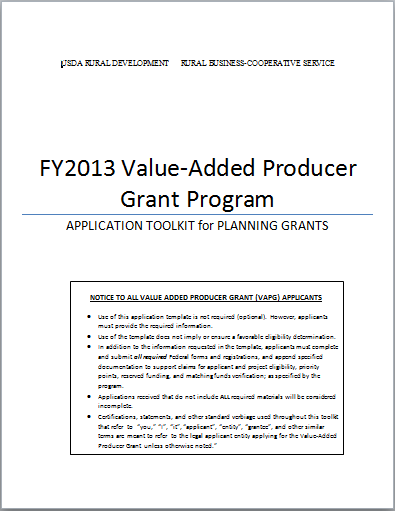 USDA RURAL DEVELOPMENT RURAL BUSINESS-COOPERATIVE SERVICE
FY2013 Value-Added Producer
Grant Program
APPLICATION TOOLKIT for PLANNING GRANTS
NOTICE TO ALL VALUE ADDED PRODUCER GRANT (VAPG) APPLICANTS
• Use of this application template is not required (optional). However, applicants
must provide the required information.
• Use of the template does not imply or ensure a favorable eligibility determination.
• In addition to the information requested in the template, applicants must complete
and submit all required Federal forms and registrations, and append specified
documentation to support claims for applicant and project eligibility, priority
points, reserved funding, and matching funds verification; as specified by the
program.
• Applications received that do not include ALL required materials will be considered
incomplete.
• Certifications, statements, and other standard verbiage used throughout this toolkit
that refer to "you," "I", "it", "applicant", "entity", "grantee", and other similar
terms are meant to refer to the legal applicant entity applying for the Value-Added
Producer Grant unless otherwise noted."